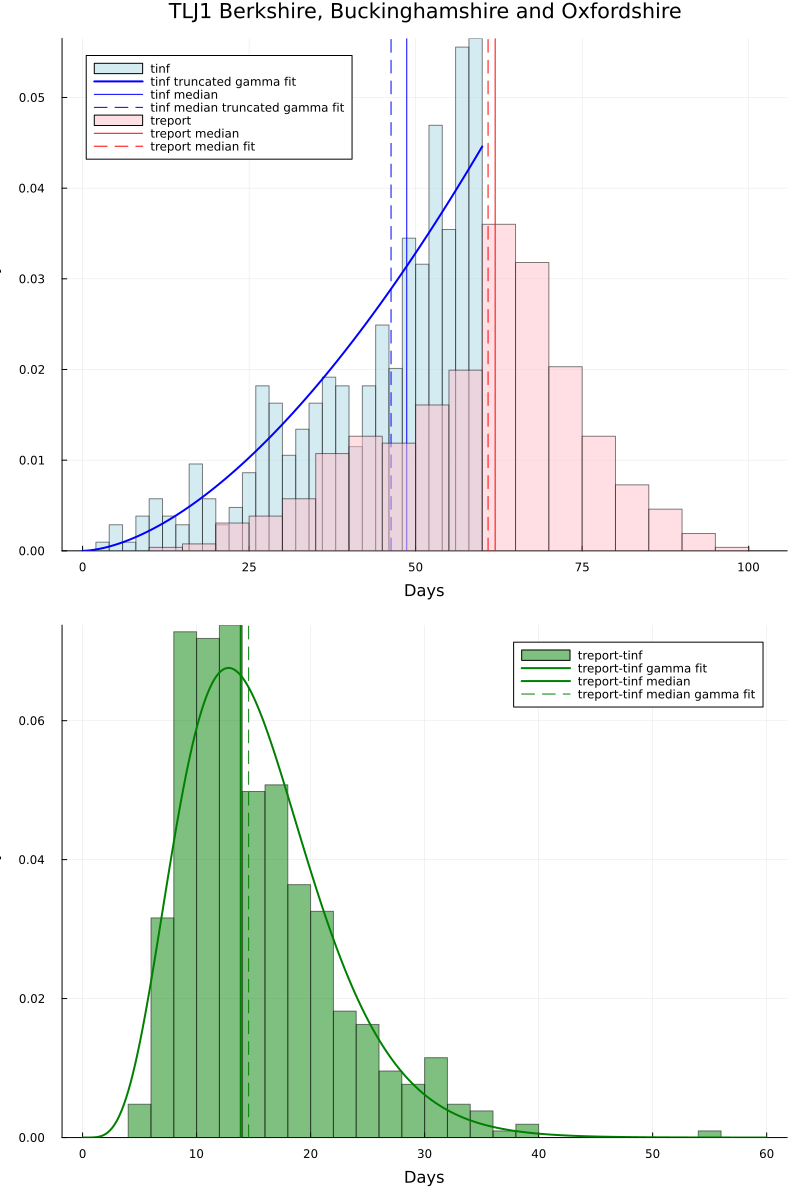 TLJ1 Berkshire, Buckinghamshire and Oxfordshire
tinf
tinf truncated gamma fit
tinf median
tinf median truncated gamma fit
treport
treport median
treport median fit
0.05
0.04
0.03
0.02
0.01
0.00
0 25 50 75 100
Days
treport-tinf
treport-tinf gamma fit
treport-tinf median
treport-tinf median gamma fit
0.06
0.04
0.02
0.00
0 10 20 30 40 50 60
Days